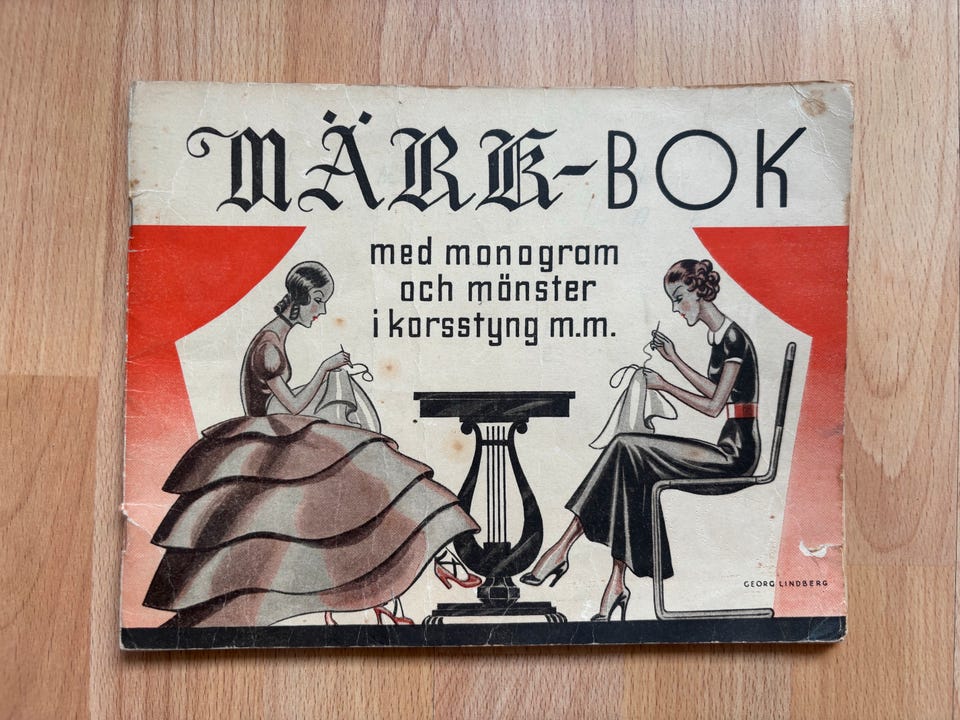 MÄRK-BOK
med monogram
och mönster
i korsstyng m.m.
GEORG LINDBERG